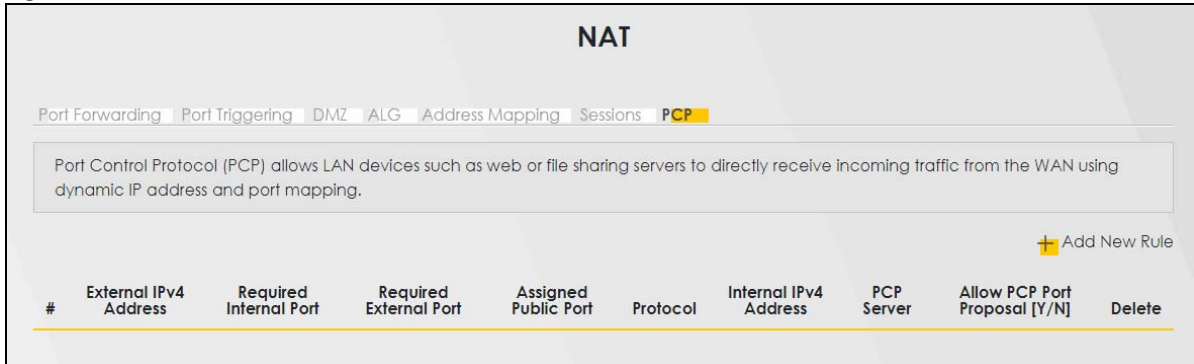 NAT
Port Forwarding Port Triggering DMZ ALG Address Mapping Sessions PCP
Port Control Protocol (PCP) allows LAN devices such as web or file sharing servers to directly receive incoming traffic from the WAN using
dynamic IP address and port mapping.
+ Add New Rule
# External IPv4 Address Required Internal Port Required External Port Assigned Public Port Protocol Internal IPv4 Address PCP Server Allow PCP Port Proposal [Y/N] Delete